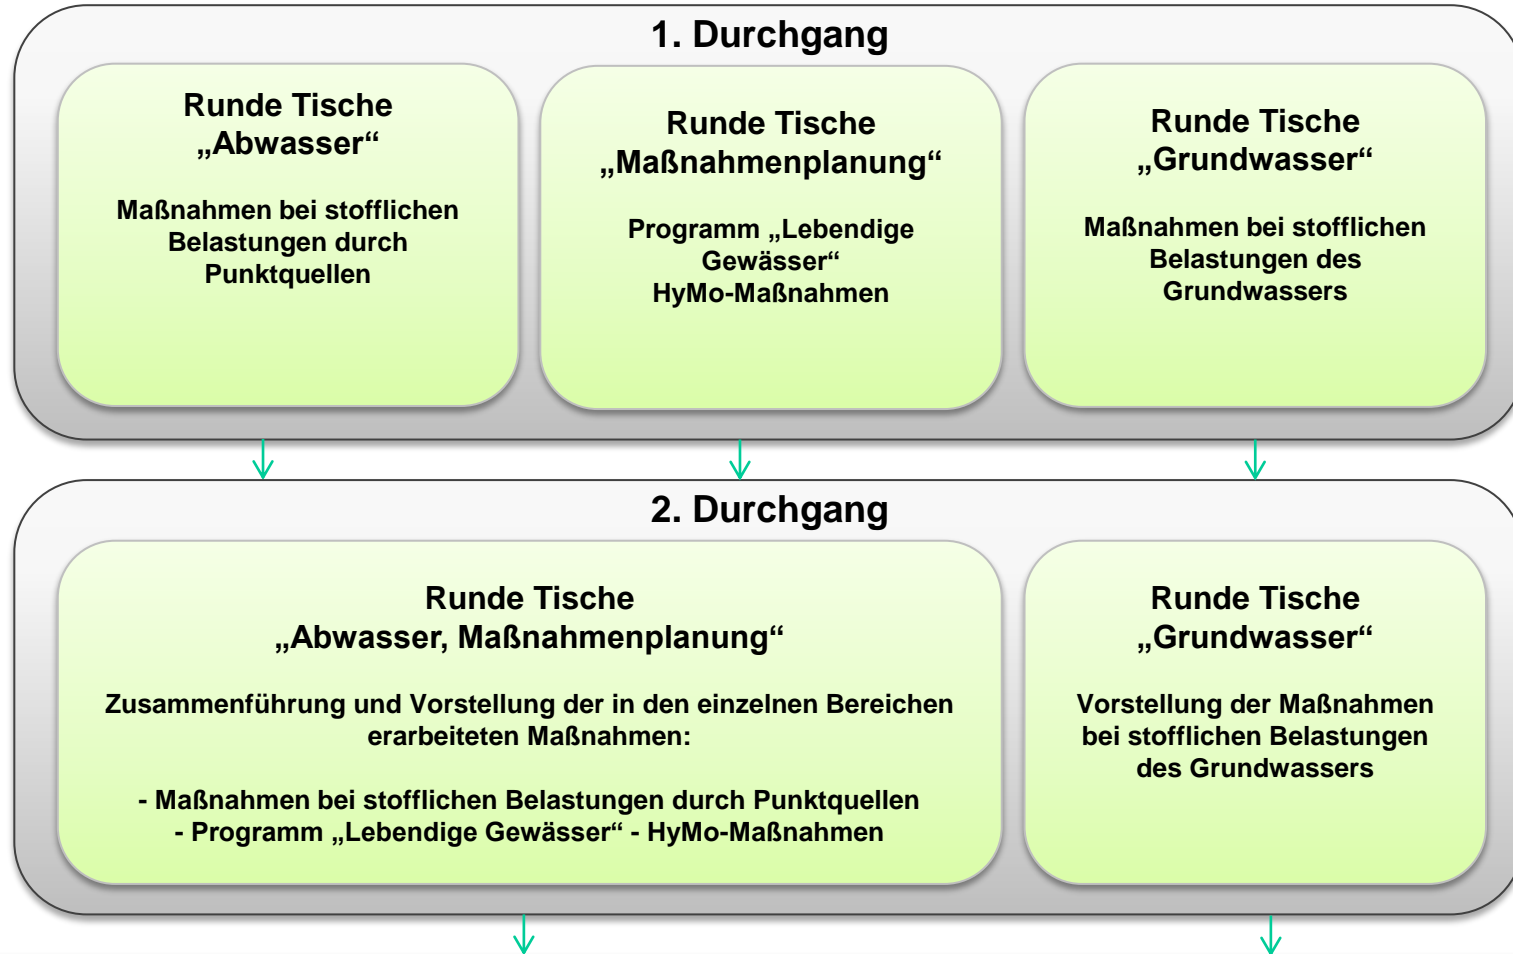 1. Durchgang
Runde Tische
„Abwasser“
Maßnahmen bei stofflichen
Belastungen durch
Punktquellen
Runde Tische
„Maßnahmenplanung“
Programm „Lebendige
Gewässer“
HyMo-Maßnahmen
Runde Tische
„Grundwasser“
Maßnahmen bei stofflichen
Belastungen des
Grundwassers
2. Durchgang
Runde Tische
„Abwasser, Maßnahmenplanung“
Zusammenführung und Vorstellung der in den einzelnen Bereichen
erarbeiteten Maßnahmen:
- Maßnahmen bei stofflichen Belastungen durch Punktquellen
- Programm „Lebendige Gewässer“ - HyMo-Maßnahmen
Runde Tische
„Grundwasser“
Vorstellung der Maßnahmen
bei stofflichen Belastungen
des Grundwassers